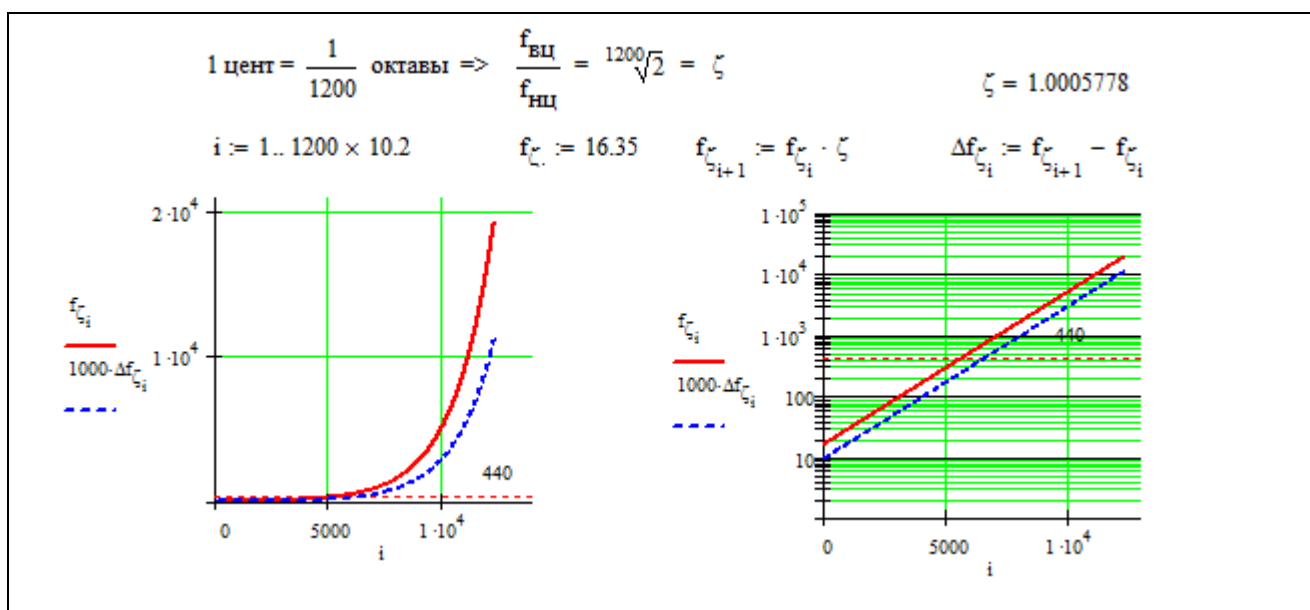 1 цент = 1/1200 октавы => f_вц/f_нц = ¹²⁰⁰√2 = ζ
ζ = 1.0005778
i := 1.. 1200 × 10.2 f_ζ. := 16.35 f_ζ_i+1 := f_ζ_i · ζ Δf_ζ_i := f_ζ_i+1 − f_ζ_i
2·10⁴
f_ζ_i
1000·Δf_ζ_i
1·10⁴
440
0 5000 1·10⁴
i
1·10⁵
1·10⁴
f_ζ_i
1·10³
440
1000·Δf_ζ_i
100
10
0 5000 1·10⁴
i